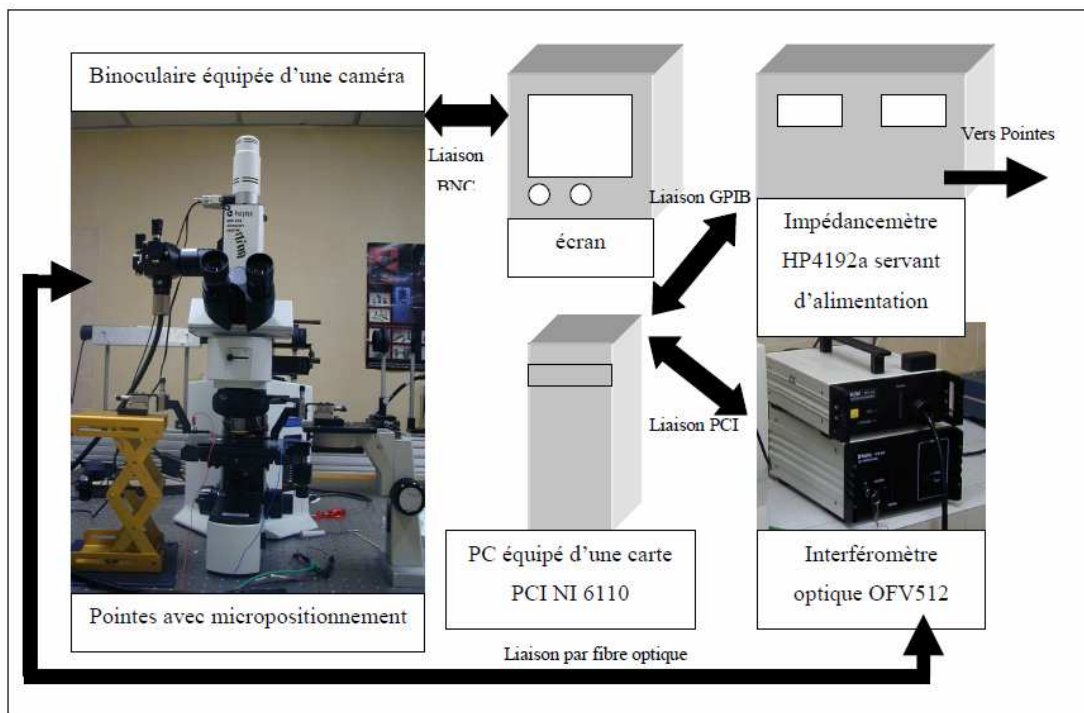 Binoculaire équipée d'une caméra
Liaison
BNC
écran
Vers Pointes
Liaison GPIB
Impédancemètre
HP4192a servant
d'alimentation
Liaison PCI
PC équipé d'une carte
PCI NI 6110
Interféromètre
optique OFV512
Pointes avec micropositionnement
Liaison par fibre optique